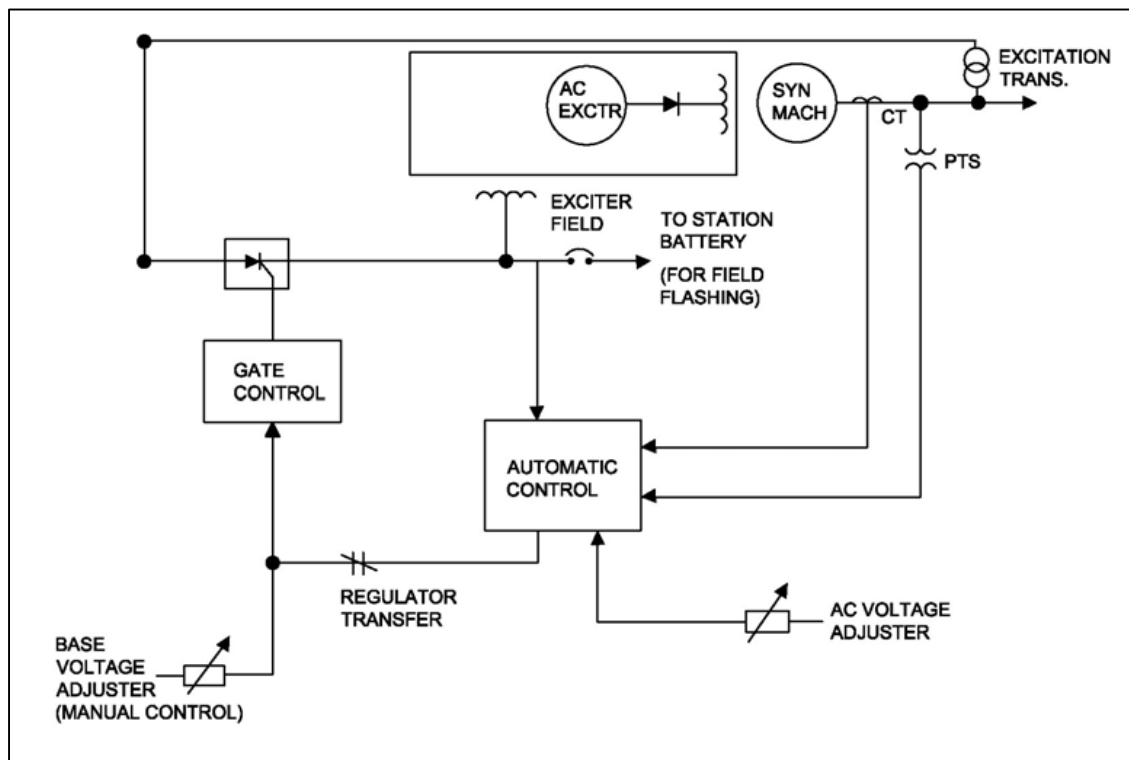 EXCITATION
TRANS.
AC
EXCTR
SYN
MACH
CT
PTS
EXCITER
FIELD
TO STATION
BATTERY
(FOR FIELD
FLASHING)
GATE
CONTROL
AUTOMATIC
CONTROL
REGULATOR
TRANSFER
AC VOLTAGE
ADJUSTER
BASE
VOLTAGE
ADJUSTER
(MANUAL CONTROL)